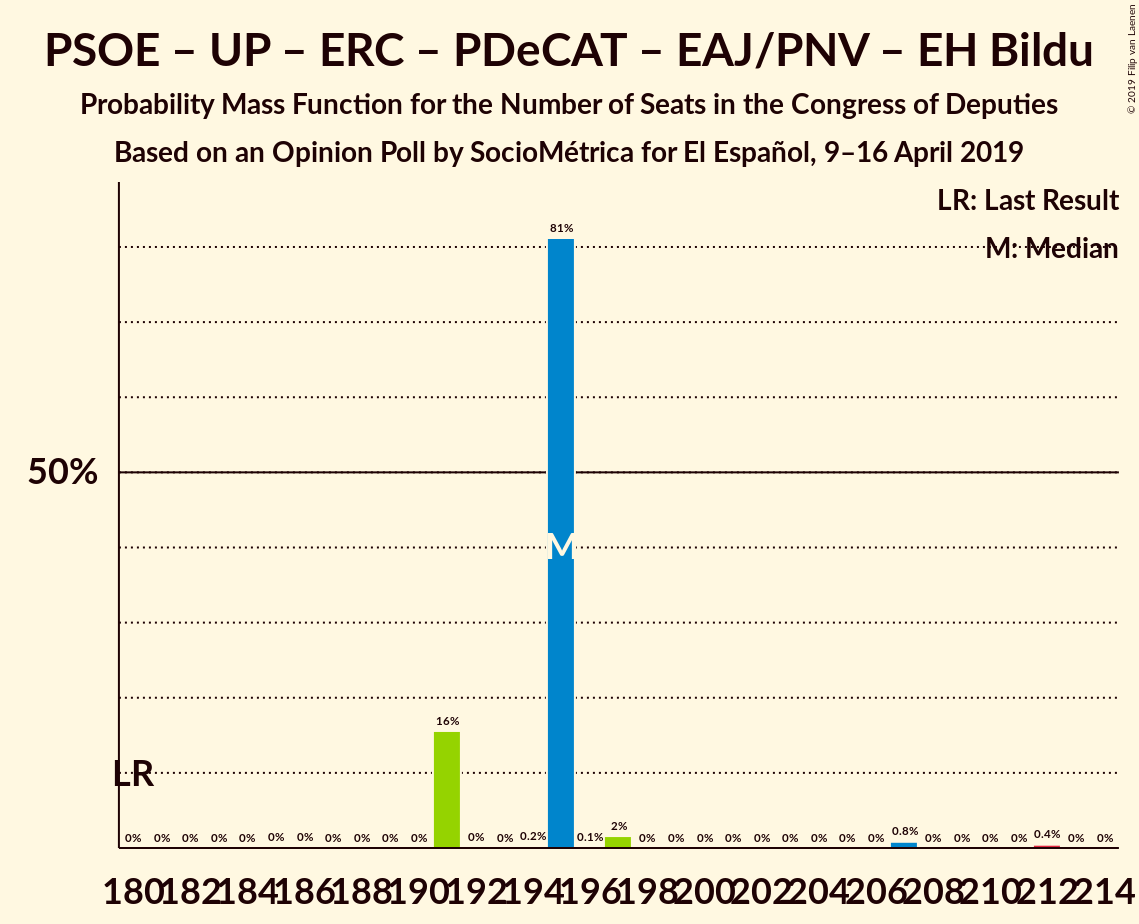 PSOE – UP – ERC – PDeCAT – EAJ/PNV – EH Bildu
Probability Mass Function for the Number of Seats in the Congress of Deputies
Based on an Opinion Poll by SocioMétrica for El Español, 9–16 April 2019
© 2019 Filip van Laenen
LR: Last Result
M: Median
81%
50%
M
16%
LR
2%
0% 0% 0% 0% 0% 0% 0% 0% 0% 0% 0% 0% 0% 0.2% 0.1% 0% 0% 0% 0% 0% 0% 0% 0% 0% 0.8% 0% 0% 0% 0% 0.4% 0% 0%
180 182 184 186 188 190 192 194 196 198 200 202 204 206 208 210 212 214